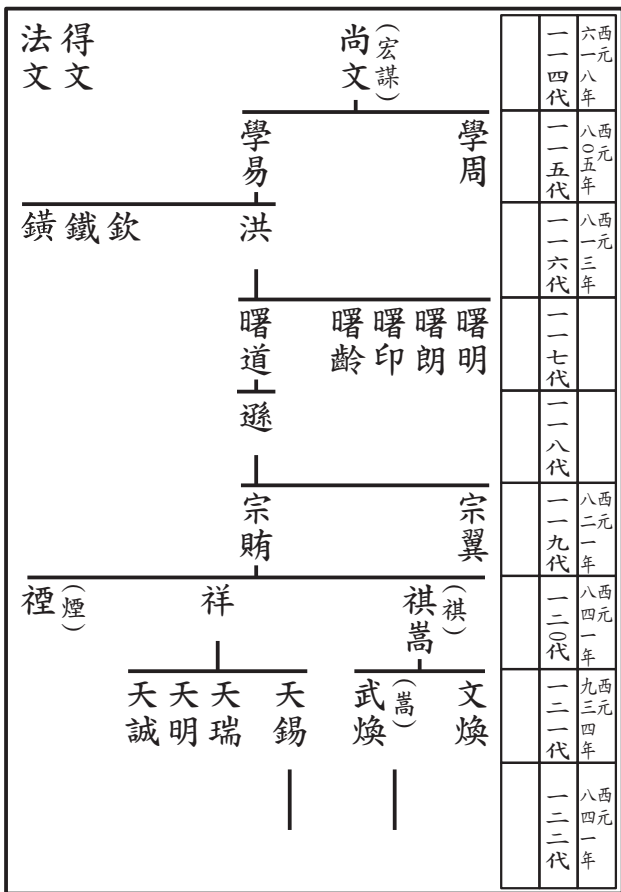 西元六一八年
一一四代
(宏謀)
尚文
得文
法文
西元八0五年
一一五代
學周
學易
西元八一三年
一一六代
洪
欽
鐵
鐄
一一七代
曙明
曙朗
曙印
曙齡
曙道
一一八代
遜
西元八二一年
一一九代
宗翼
宗賄
西元八四一年
一二0代
(祺)
祺嵩
祥
(煙)
禋
西元九三四年
一二一代
文煥
(嵩)
武煥
天錫
天瑞
天明
天誠
西元八四一年
一二二代